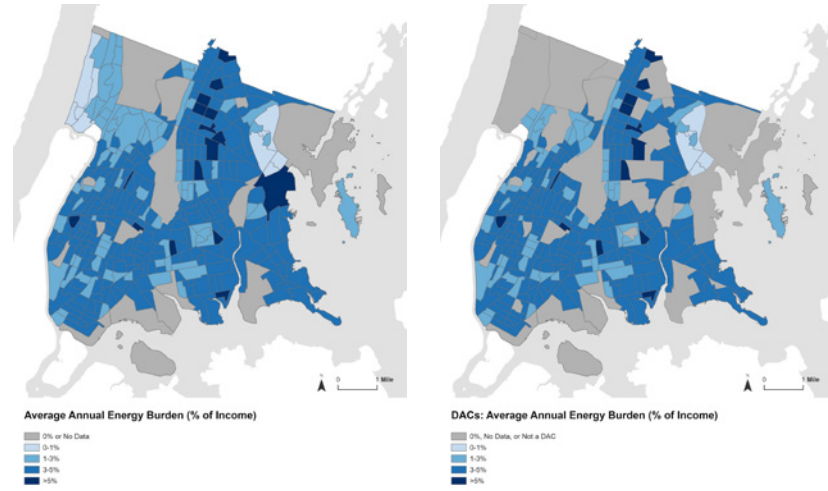 0
1 Mile
Average Annual Energy Burden (% of Income)
0% or No Data
0-1%
1-3%
3-5%
>5%
0
1 Mile
DACs: Average Annual Energy Burden (% of Income)
0%, No Data, or Not a DAC
0-1%
1-3%
3-5%
>5%